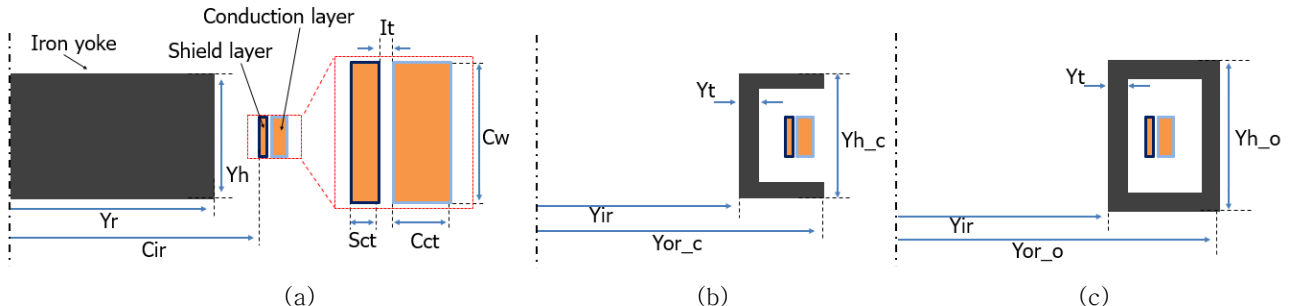 Iron yoke
Shield layer
Conduction layer
It
Cw
Yh
Yr
Cir
Sct
Cct
(a)
Yt
Yh_c
Yir
Yor_c
(b)
Yt
Yh_o
Yir
Yor_o
(c)